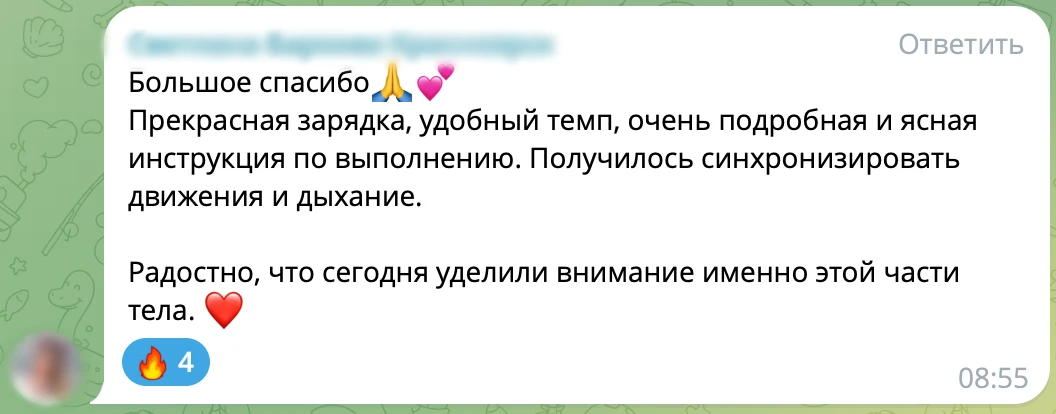 Ответить
Большое спасибо🙏💕
Прекрасная зарядка, удобный темп, очень подробная и ясная
инструкция по выполнению. Получилось синхронизировать
движения и дыхание.
Радостно, что сегодня уделили внимание именно этой части
тела. ❤️
🔥 4
08:55